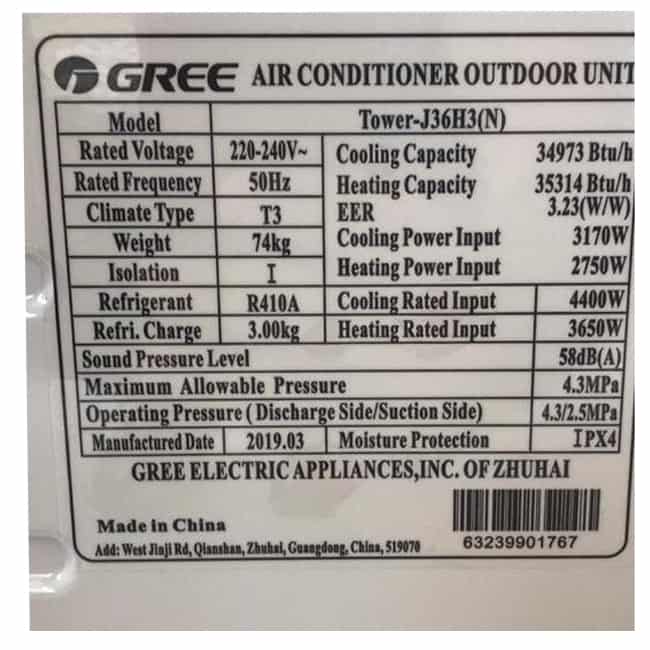 GREE AIR CONDITIONER OUTDOOR UNIT
Model Tower-J36H3(N)
Rated Voltage 220-240V~ Cooling Capacity 34973 Btu/h
Rated Frequency 50Hz Heating Capacity 35314 Btu/h
Climate Type T3 EER 3.23(W/W)
Weight 74kg Cooling Power Input 3170W
Isolation I Heating Power Input 2750W
Refrigerant R410A Cooling Rated Input 4400W
Refri. Charge 3.00kg Heating Rated Input 3650W
Sound Pressure Level 58dB(A)
Maximum Allowable Pressure 4.3MPa
Operating Pressure ( Discharge Side/Suction Side) 4.3/2.5MPa
Manufactured Date 2019.03 Moisture Protection IPX4
GREE ELECTRIC APPLIANCES,INC. OF ZHUHAI
Made in China
63239901767
Add: West Jinji Rd, Qianshan, Zhuhai, Guangdong, China, 519070